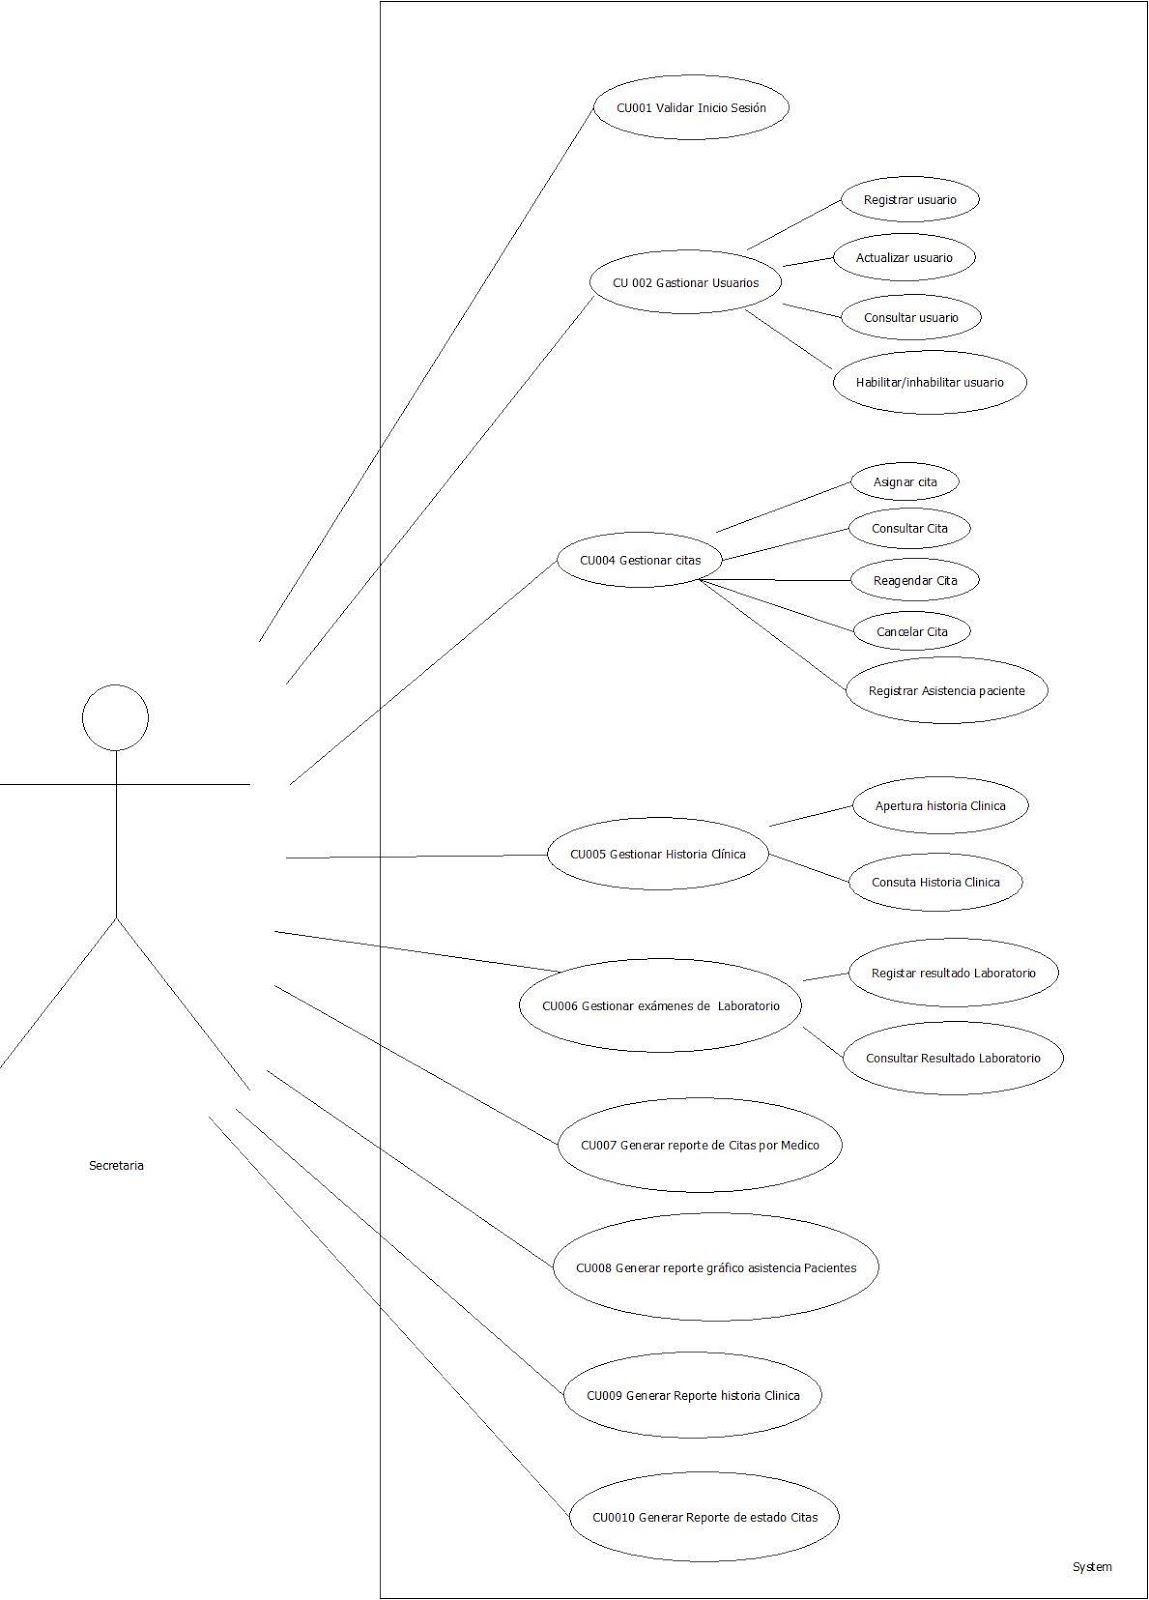 CU001 Validar Inicio Sesión
Registrar usuario
Actualizar usuario
CU 002 Gastionar Usuarios
Consultar usuario
Habilitar/inhabilitar usuario
Asignar cita
Consultar Cita
CU004 Gestionar citas
Reagendar Cita
Cancelar Cita
Registrar Asistencia paciente
Apertura historia Clinica
CU005 Gestionar Historia Clínica
Consuta Historia Clinica
Registar resultado Laboratorio
CU006 Gestionar exámenes de  Laboratorio
Consultar Resultado Laboratorio
CU007 Generar reporte de Citas por Medico
Secretaria
CU008 Generar reporte gráfico asistencia Pacientes
CU009 Generar Reporte historia Clinica
CU0010 Generar Reporte de estado Citas
System